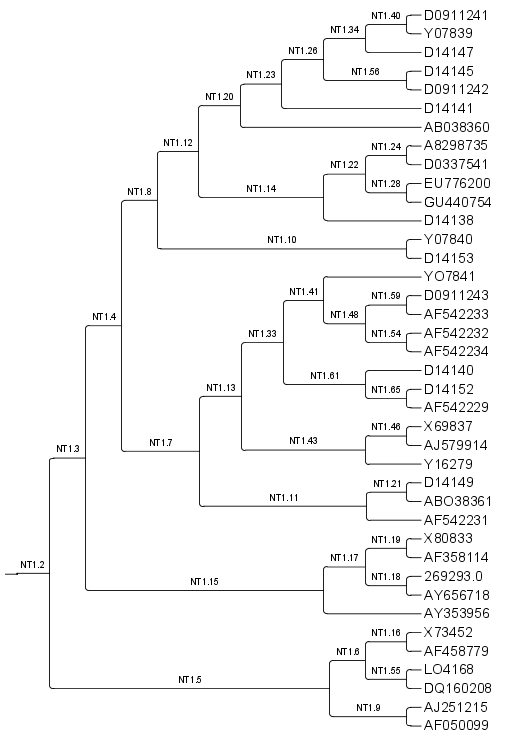 NT1.40 D0911241
NT1.34 Y07839
NT1.26 D14147
D14145
NT1.56
NT1.23 D0911242
NT1.20 D14141
AB038360
NT1.12 NT1.24 A8298735
D0337541
NT1.22
NT1.8 NT1.14 NT1.28 EU776200
GU440754
D14138
NT1.10 Y07840
D14153
YO7841
NT1.41 NT1.59 D0911243
NT1.4 NT1.48 AF542233
NT1.33 NT1.54 AF542232
AF542234
NT1.61 D14140
NT1.13 NT1.65 D14152
AF542229
NT1.46 X69837
NT1.3 NT1.7 NT1.43 AJ579914
Y16279
NT1.21 D14149
NT1.11 ABO38361
AF542231
NT1.19 X80833
NT1.17 AF358114
NT1.2 NT1.15 NT1.18 269293.0
AY656718
AY353956
NT1.16 X73452
NT1.6 AF458779
NT1.5 NT1.55 LO4168
DQ160208
NT1.9 AJ251215
AF050099